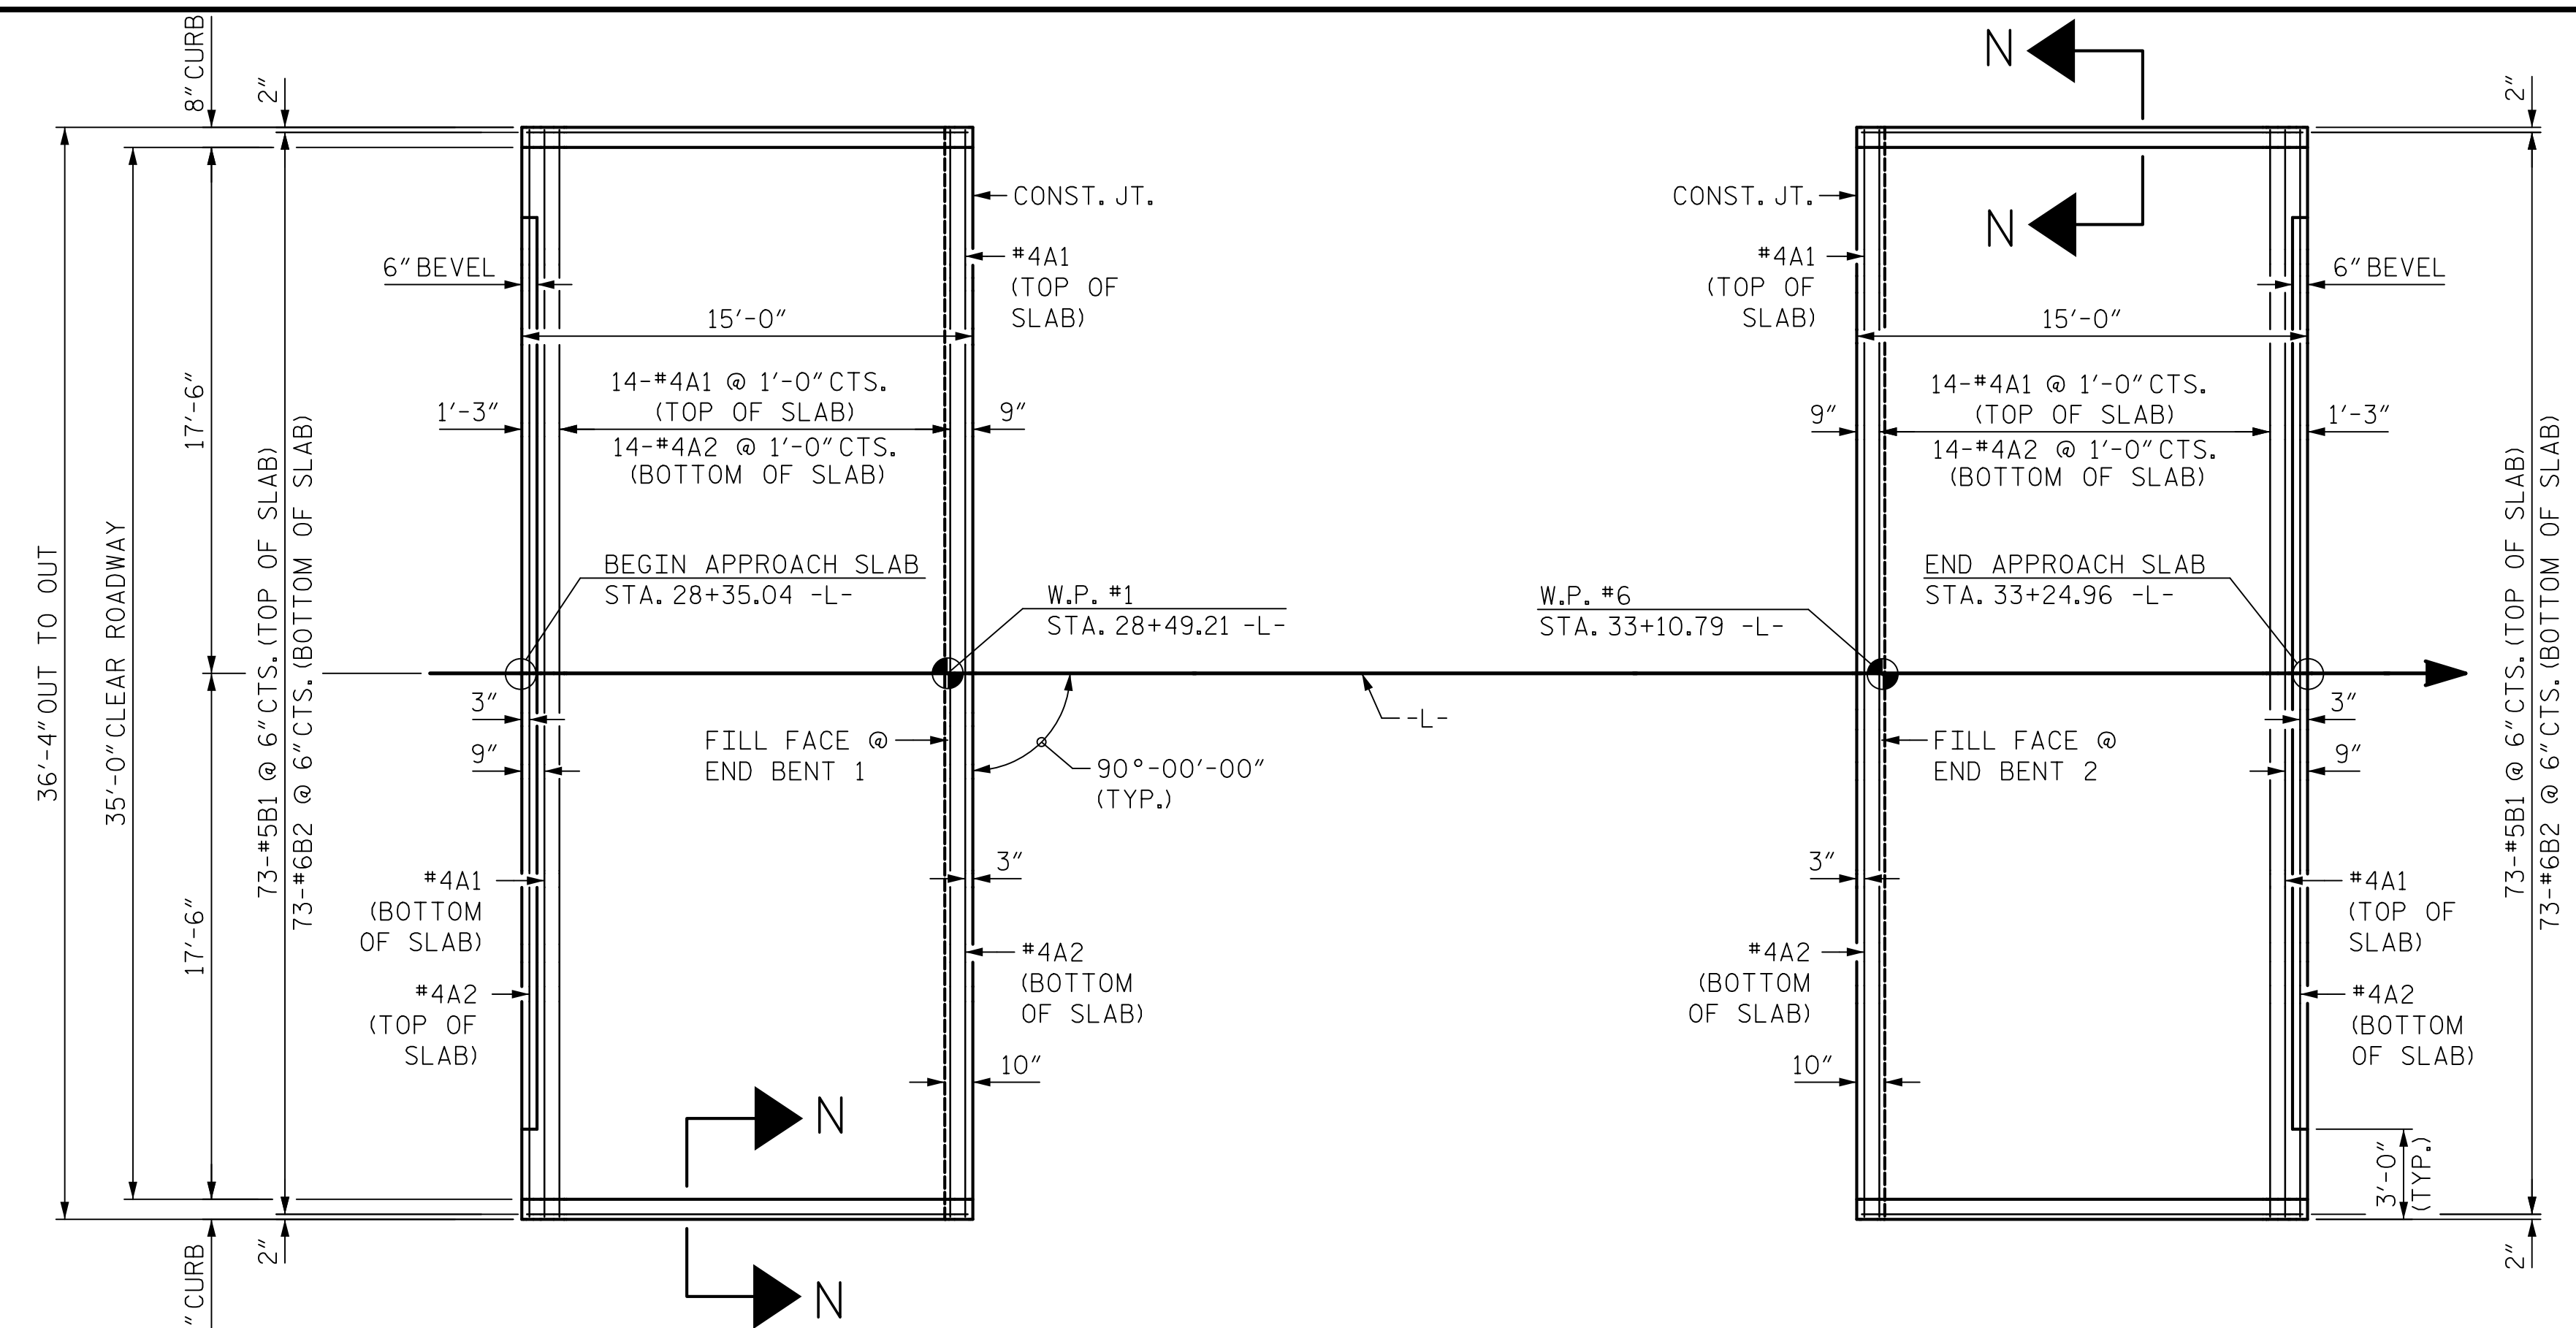 8" CURB
2"
N
2"
CONST. JT.
CONST. JT.
N
#4A1
(TOP OF
SLAB)
#4A1
(TOP OF
SLAB)
6" BEVEL
6" BEVEL
15'-0"
15'-0"
14-#4A1 @ 1'-0" CTS.
(TOP OF SLAB)
14-#4A2 @ 1'-0" CTS.
(BOTTOM OF SLAB)
14-#4A1 @ 1'-0" CTS.
(TOP OF SLAB)
14-#4A2 @ 1'-0" CTS.
(BOTTOM OF SLAB)
1'-3"
9"
9"
1'-3"
17'-6"
36'-4" OUT TO OUT
35'-0" CLEAR ROADWAY
73-#5B1 @ 6" CTS. (TOP OF SLAB)
73-#6B2 @ 6" CTS. (BOTTOM OF SLAB)
73-#5B1 @ 6" CTS. (TOP OF SLAB)
73-#6B2 @ 6" CTS. (BOTTOM OF SLAB)
BEGIN APPROACH SLAB
STA. 28+35.04 -L-
W.P. #1
STA. 28+49.21 -L-
W.P. #6
STA. 33+10.79 -L-
END APPROACH SLAB
STA. 33+24.96 -L-
3"
9"
3"
9"
-L-
FILL FACE @
END BENT 1
90°-00'-00"
(TYP.)
FILL FACE @
END BENT 2
17'-6"
#4A1
(BOTTOM
OF SLAB)
#4A2
(TOP OF
SLAB)
3"
#4A2
(BOTTOM
OF SLAB)
10"
3"
#4A2
(BOTTOM
OF SLAB)
10"
#4A1
(TOP OF
SLAB)
#4A2
(BOTTOM
OF SLAB)
3'-0"
(TYP.)
N
N
2"
" CURB
2"